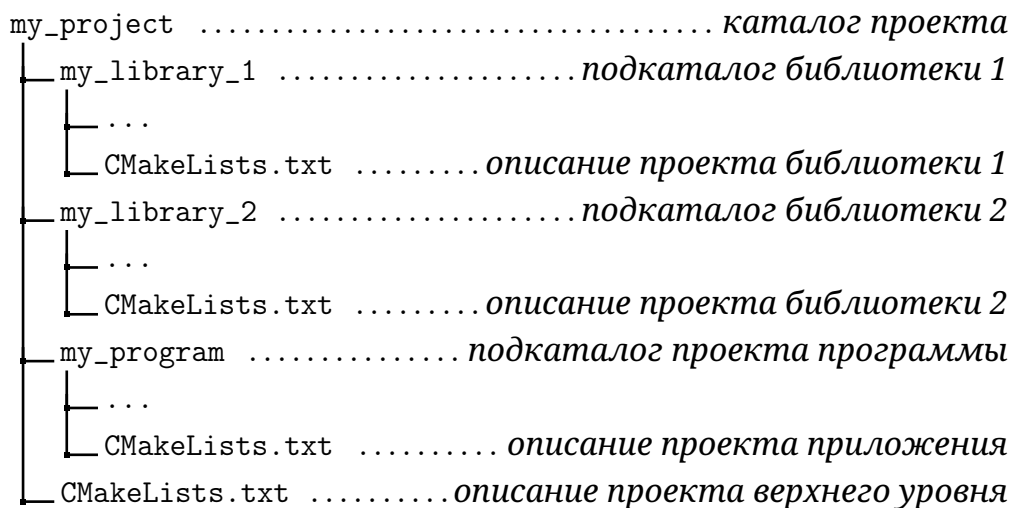 my_project ..................................... каталог проекта
my_library_1 ..................... подкаталог библиотеки 1
...
CMakeLists.txt ......... описание проекта библиотеки 1
my_library_2 ..................... подкаталог библиотеки 2
...
CMakeLists.txt ......... описание проекта библиотеки 2
my_program ............... подкаталог проекта программы
...
CMakeLists.txt .......... описание проекта приложения
CMakeLists.txt .......... описание проекта верхнего уровня